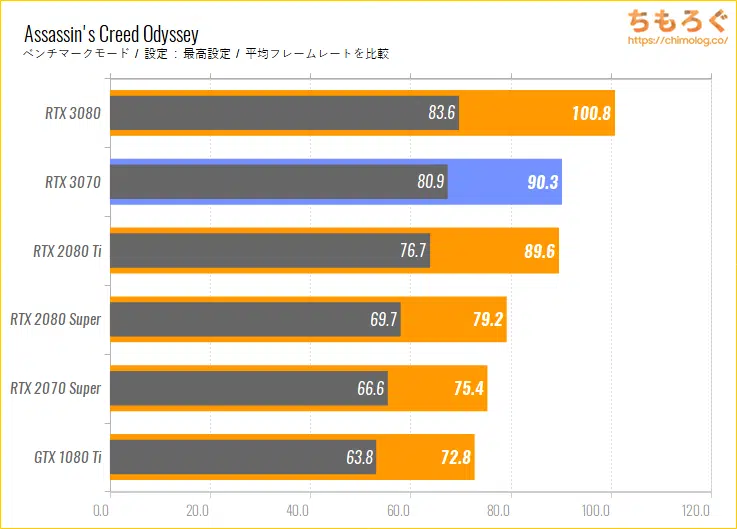 Assassin's Creed Odyssey
ちもろぐ
https://chimolog.co/
ベンチマークモード / 設定 : 最高設定 / 平均フレームレートを比較
RTX 3080 83.6 100.8
RTX 3070 80.9 90.3
RTX 2080 Ti 76.7 89.6
RTX 2080 Super 69.7 79.2
RTX 2070 Super 66.6 75.4
GTX 1080 Ti 63.8 72.8
0.0 20.0 40.0 60.0 80.0 100.0 120.0